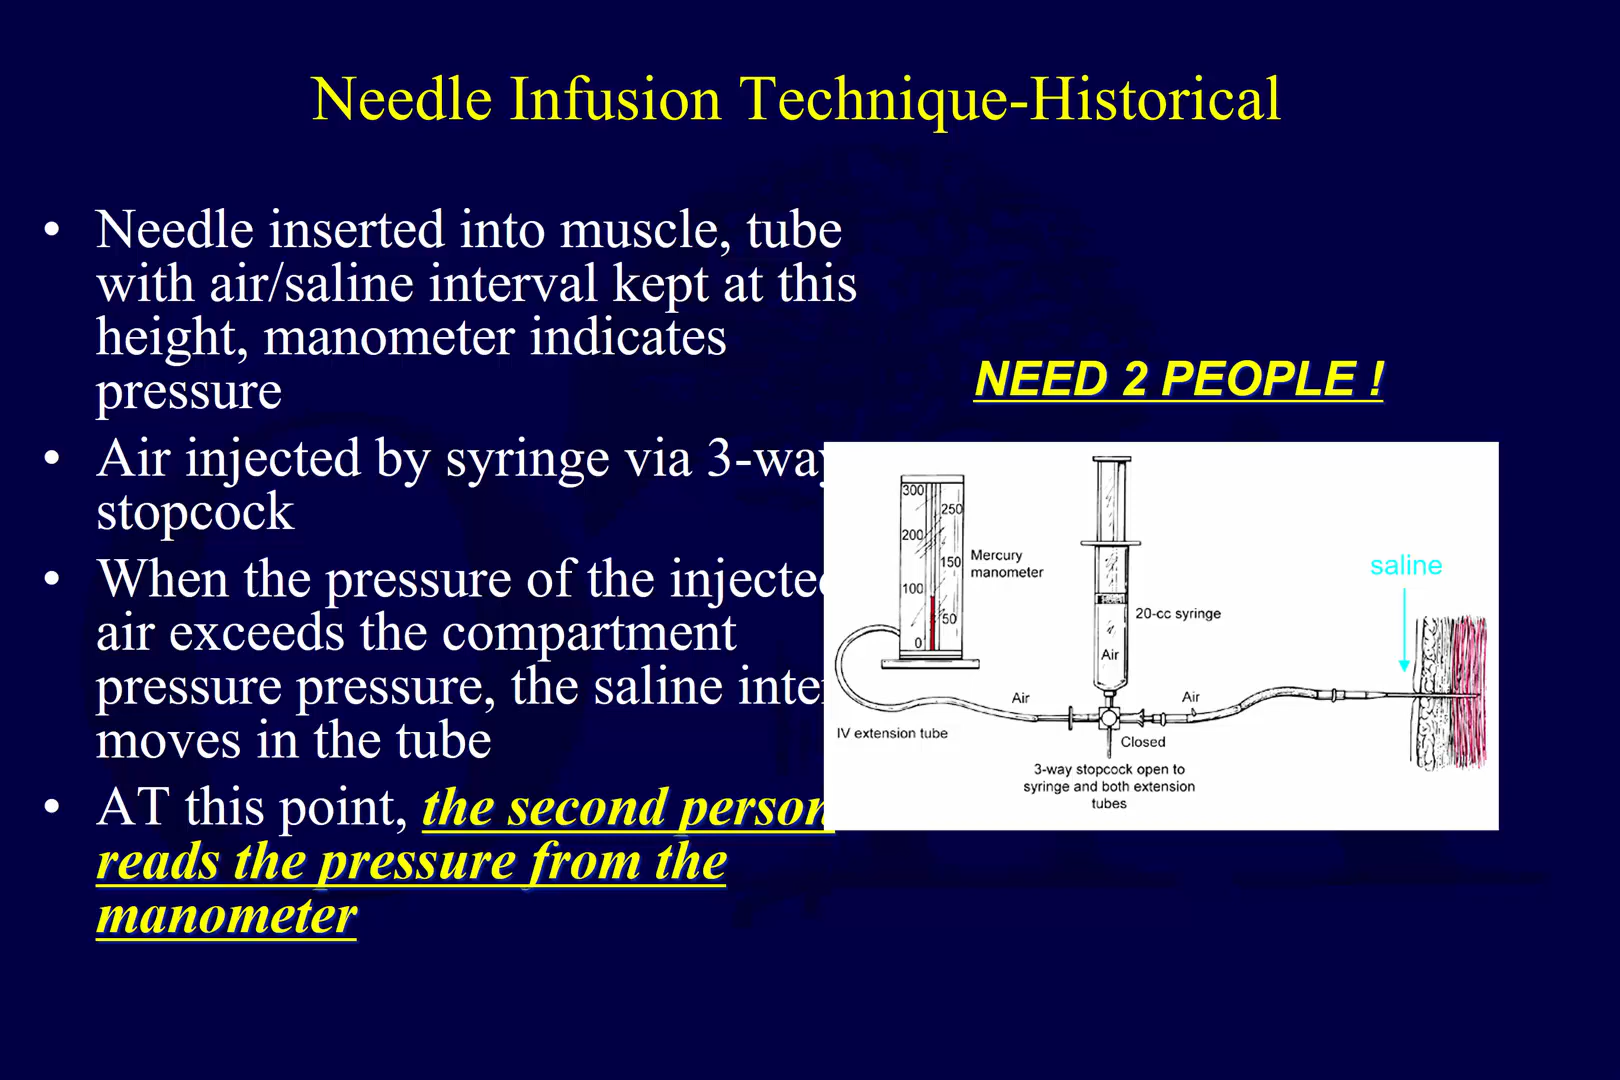 Needle Infusion Technique-Historical
• Needle inserted into muscle, tube
with air/saline interval kept at this
height, manometer indicates
pressure
• Air injected by syringe via 3-way
stopcock
• When the pressure of the injected
air exceeds the compartment
pressure pressure, the saline inter
moves in the tube
• AT this point, the second person
reads the pressure from the
manometer
NEED 2 PEOPLE !
300
250
200
150
100
50
0
Mercury
manometer
20-cc syringe
Air
saline
Air
Air
IV extension tube
Closed
3-way stopcock open to
syringe and both extension
tubes